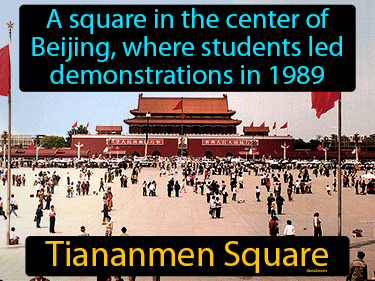 A square in the center of
Beijing, where students led
demonstrations in 1989
Tiananmen Square